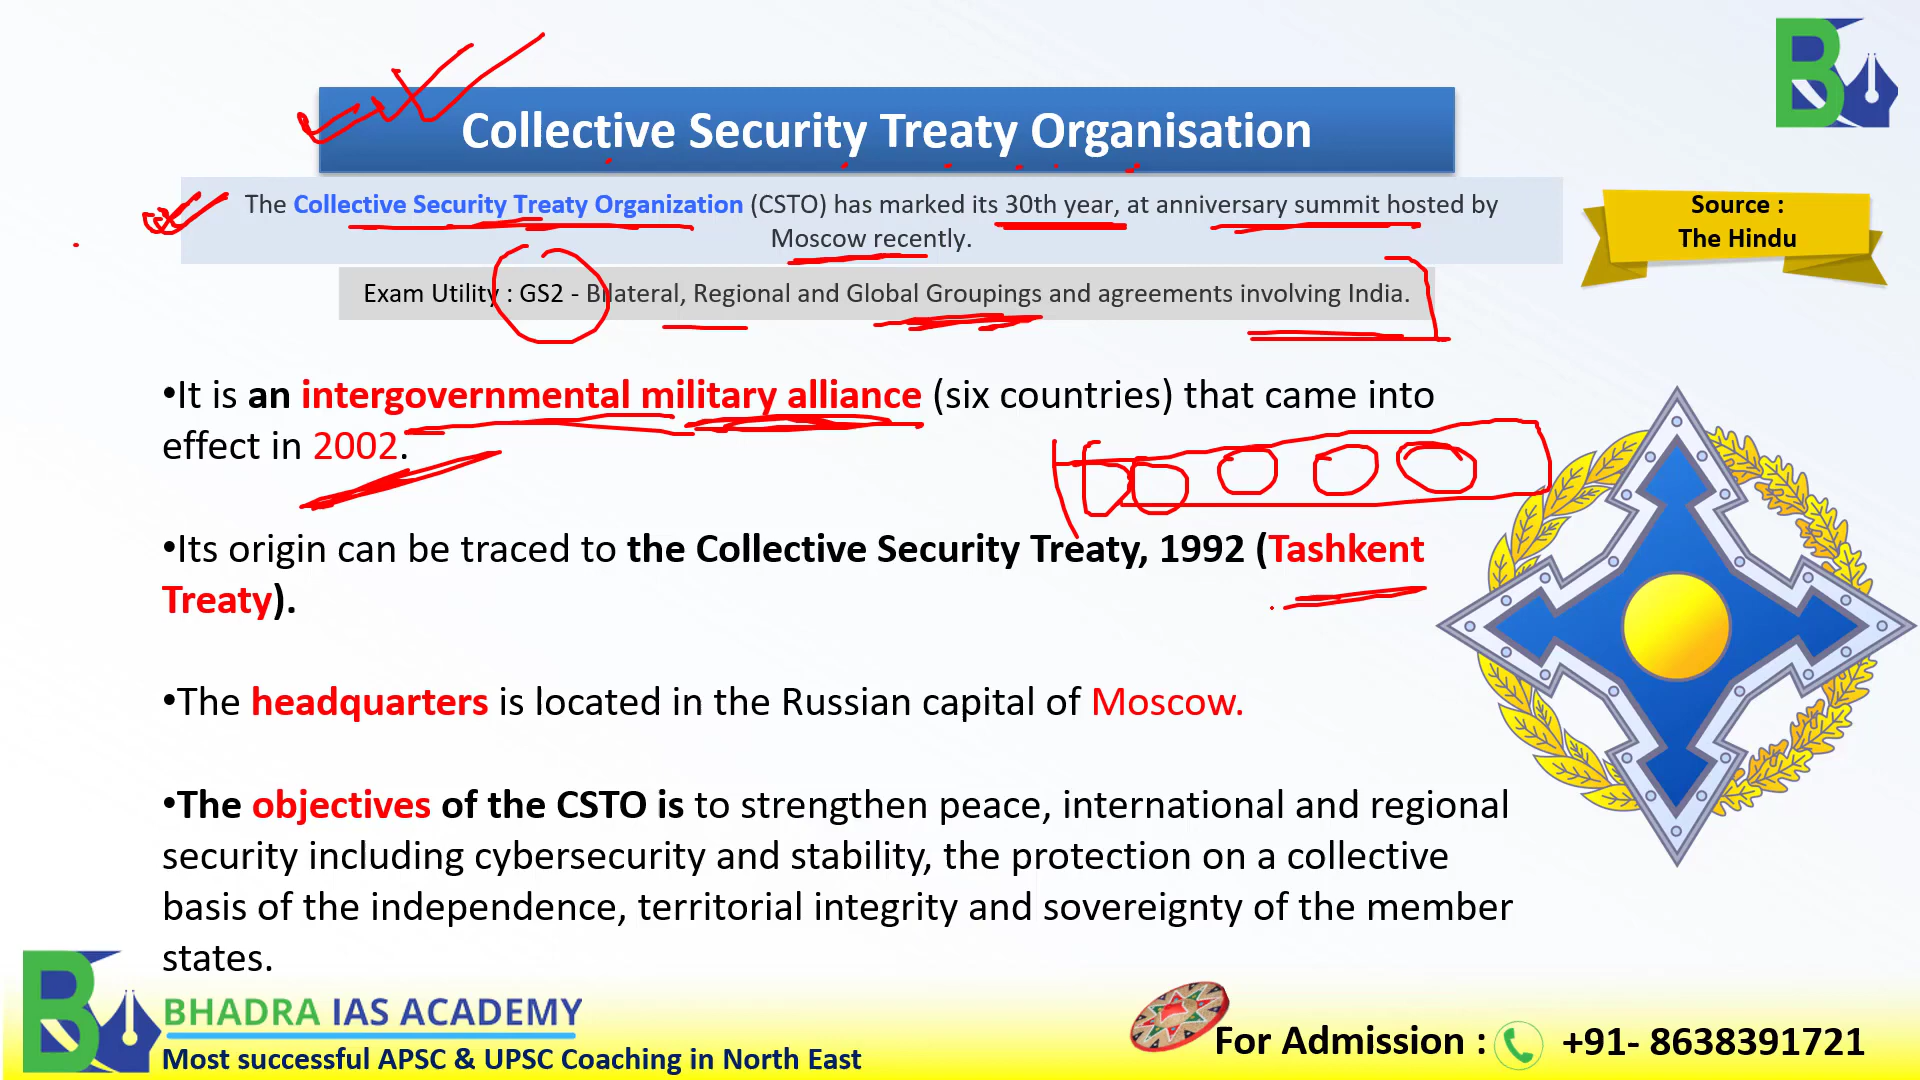 Collective Security Treaty Organisation
The Collective Security Treaty Organization (CSTO) has marked its 30th year, at anniversary summit hosted by
Moscow recently.
Source :
The Hindu
Exam Utility : GS2 - Bilateral, Regional and Global Groupings and agreements involving India.
•It is an intergovernmental military alliance (six countries) that came into
effect in 2002.
•Its origin can be traced to the Collective Security Treaty, 1992 (Tashkent
Treaty).
•The headquarters is located in the Russian capital of Moscow.
•The objectives of the CSTO is to strengthen peace, international and regional
security including cybersecurity and stability, the protection on a collective
basis of the independence, territorial integrity and sovereignty of the member
states.
BHADRA IAS ACADEMY
Most successful APSC & UPSC Coaching in North East
For Admission : +91- 8638391721